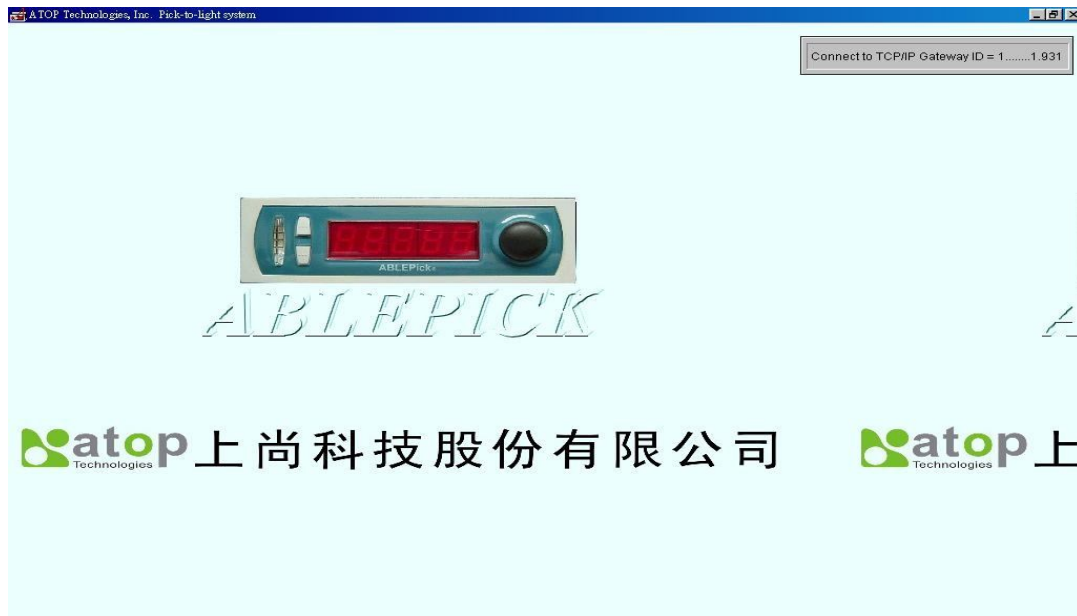 ATOP Technologies, Inc. Pick-to-light system
Connect to TCP/IP Gateway ID = 1........1.931
ABLEPick
ABLEPICK
A
atop
Technologies
上尚科技股份有限公司
atop
Technologies
上